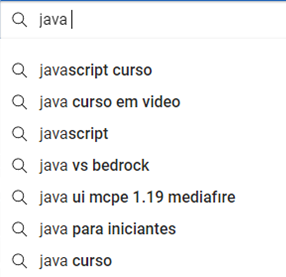 java
javascript curso
java curso em video
javascript
java vs bedrock
java ui mcpe 1.19 mediafire
java para iniciantes
java curso